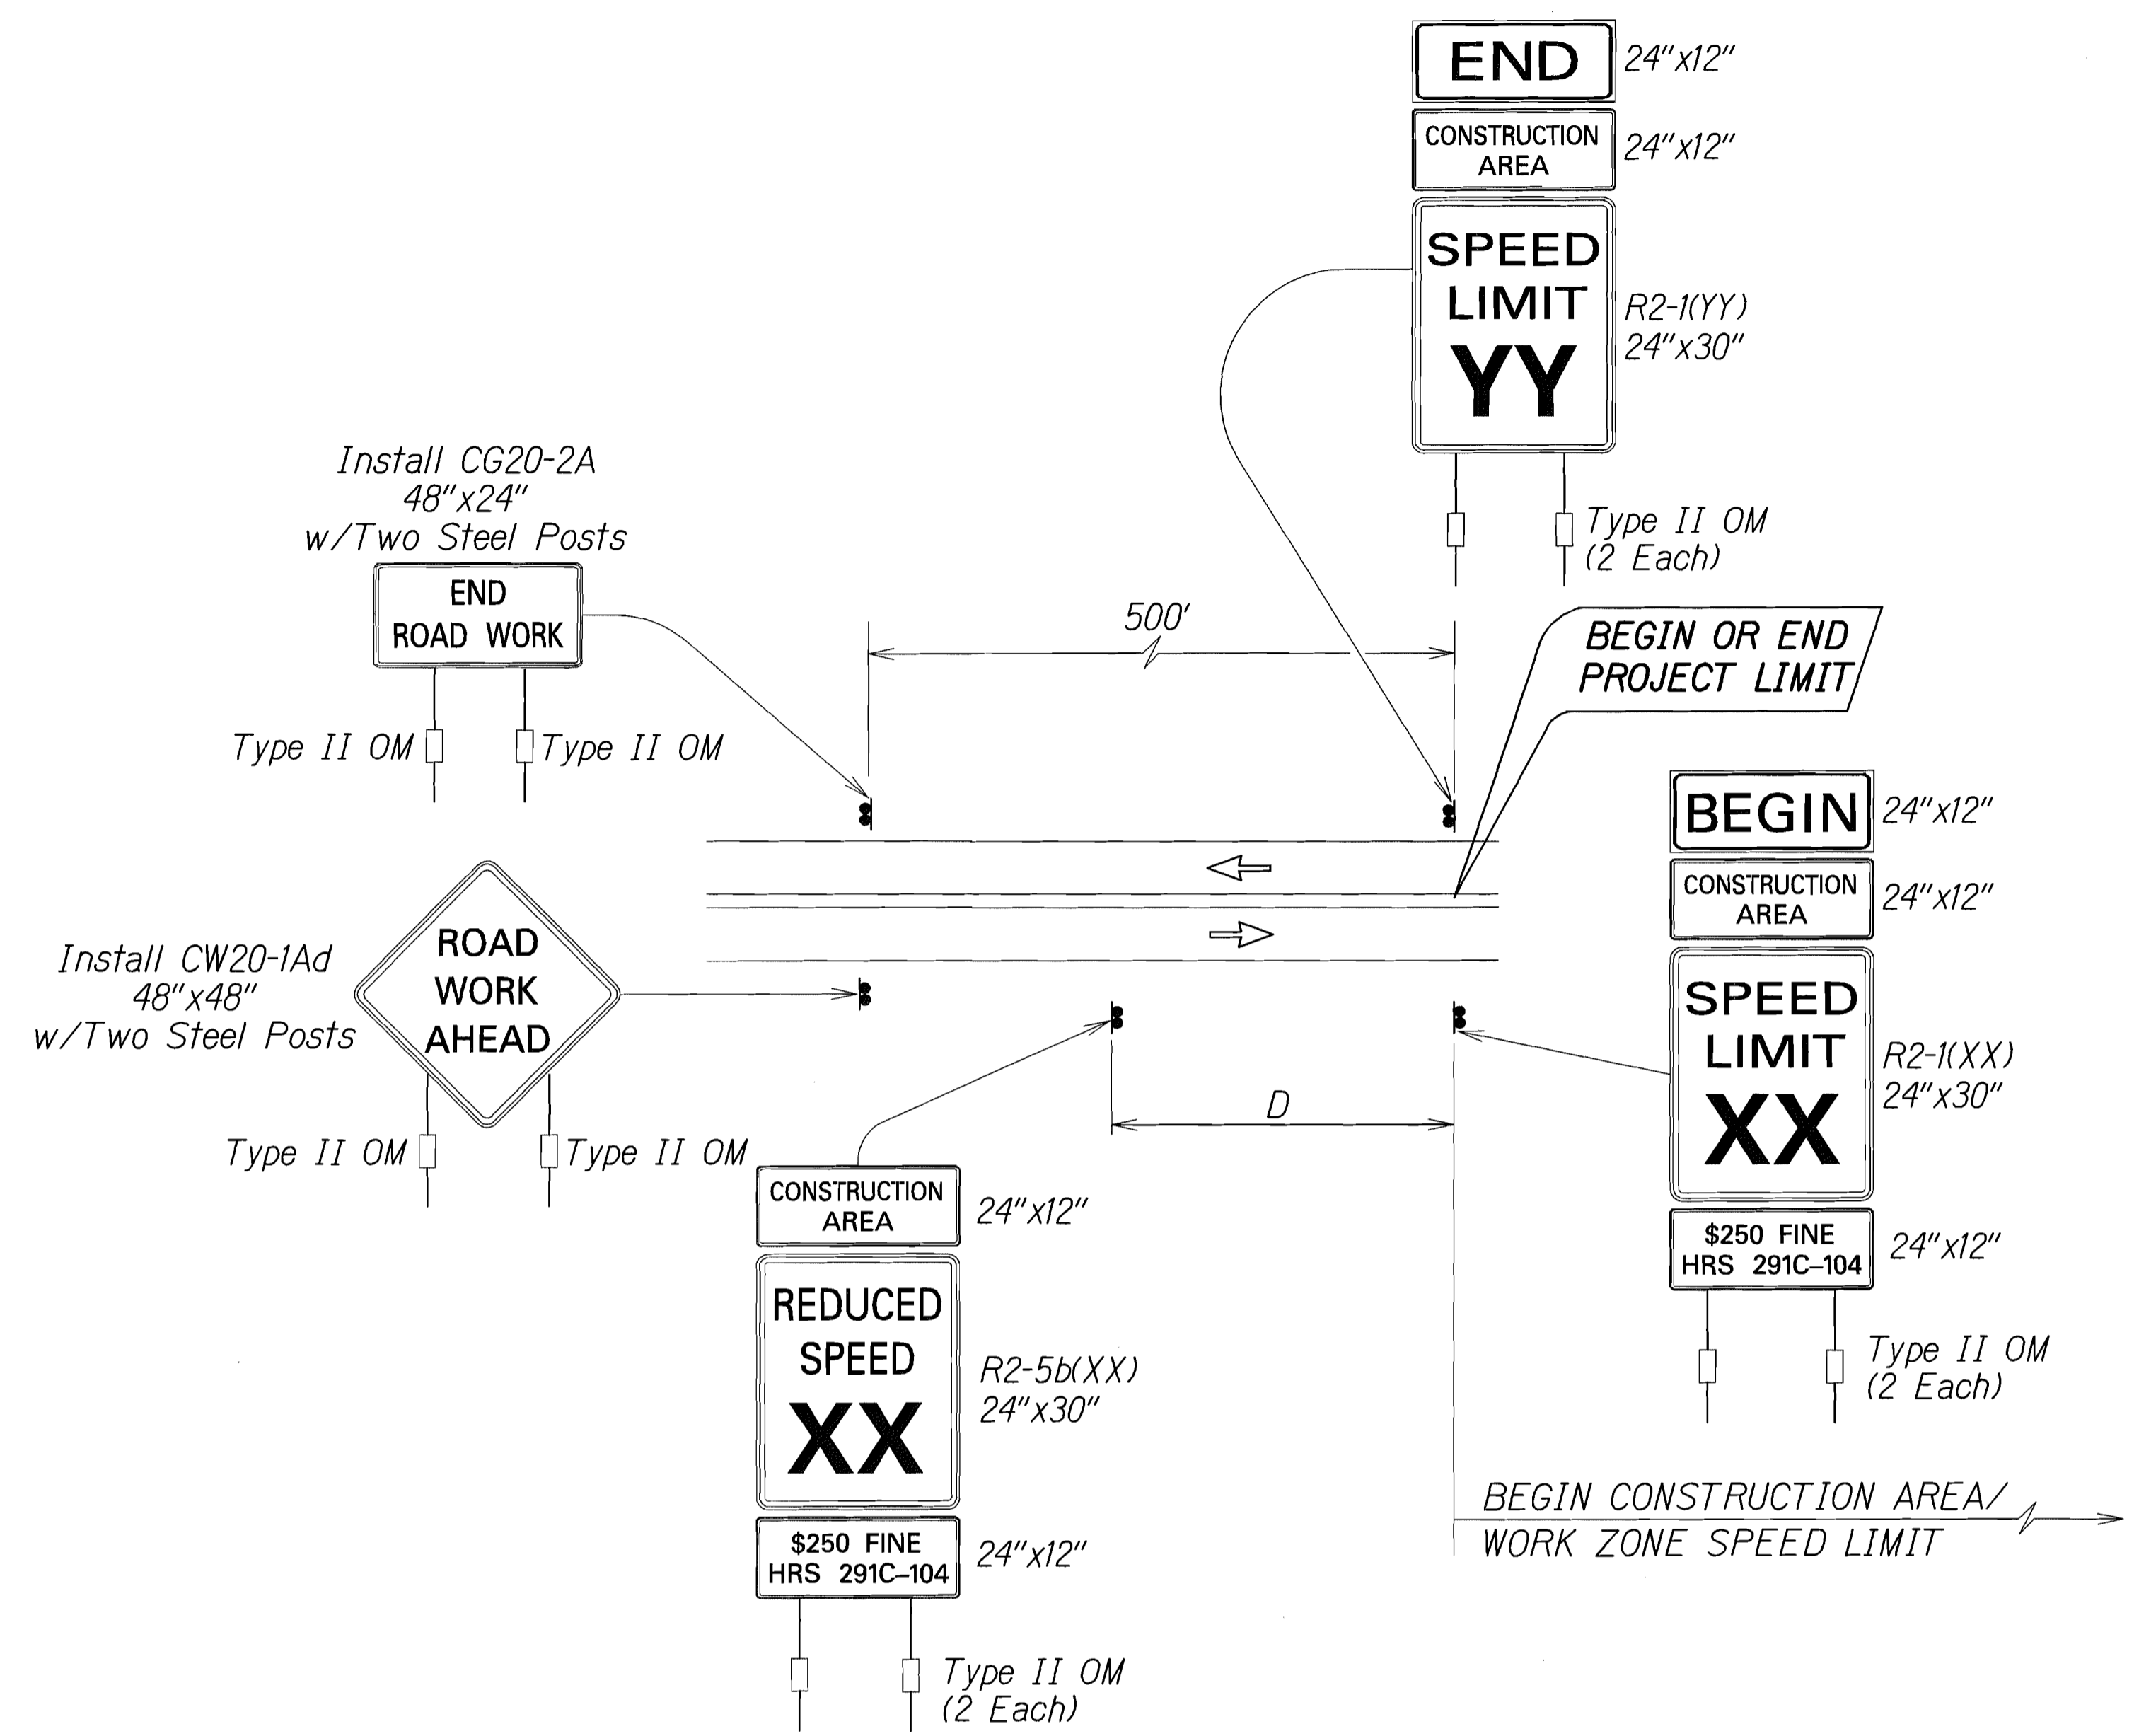 END
24"x12"
CONSTRUCTION
AREA
24"x12"
SPEED
LIMIT
YY
R2-1(YY)
24"x30"
Type II OM
(2 Each)
Install CG20-2A
48"x24"
w/Two Steel Posts
END
ROAD WORK
Type II OM
Type II OM
500'
BEGIN OR END
PROJECT LIMIT
BEGIN
24"x12"
CONSTRUCTION
AREA
24"x12"
SPEED
LIMIT
XX
R2-1(XX)
24"x30"
$250 FINE
HRS 291C–104
24"x12"
Type II OM
(2 Each)
Install CW20-1Ad
48"x48"
w/Two Steel Posts
ROAD
WORK
AHEAD
Type II OM
Type II OM
D
CONSTRUCTION
AREA
24"x12"
REDUCED
SPEED
XX
R2-5b(XX)
24"x30"
$250 FINE
HRS 291C–104
24"x12"
Type II OM
(2 Each)
BEGIN CONSTRUCTION AREA/
WORK ZONE SPEED LIMIT